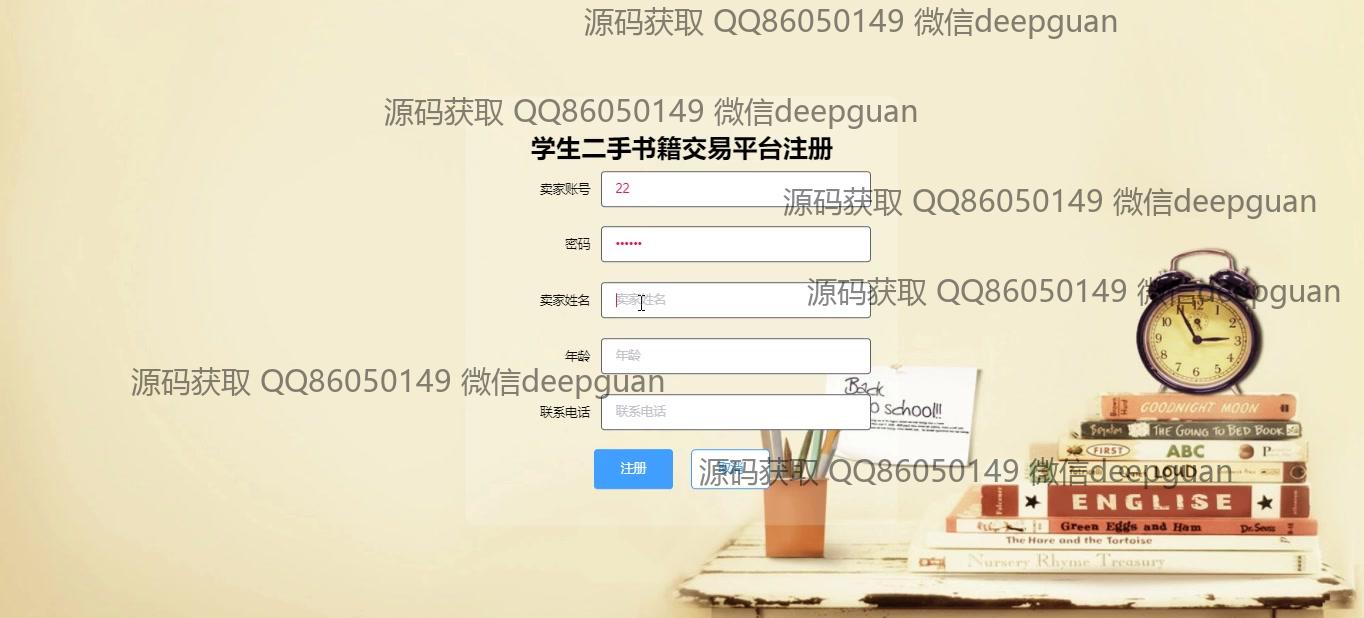 源码获取 QQ86050149 微信deepguan
源码获取 QQ86050149 微信deepguan
学生二手书籍交易平台注册
卖家账号 22
源码获取 QQ86050149 微信deepguan
密码 ••••••
卖家姓名 卖家姓名
源码获取 QQ86050149 微信deepguan
年龄 年龄
源码获取 QQ86050149 微信deepguan
Back
to school!!
联系电话 联系电话
注册 取消
源码获取 QQ86050149 微信deepguan
GOODNIGHT MOON
THE GOING TO BED BOOK
FIRST ABC
LOUD
ENGLISE
Green Eggs and Ham Dr. Seuss
The Hare and the Tortoise
Nursery Rhyme Treasury